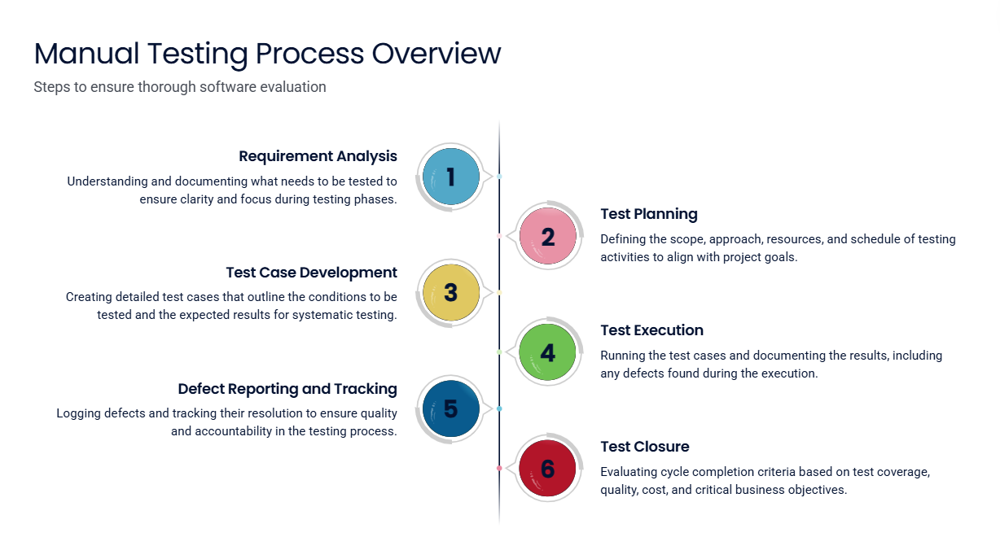 Manual Testing Process Overview
Steps to ensure thorough software evaluation
Requirement Analysis
Understanding and documenting what needs to be tested to
ensure clarity and focus during testing phases.
1
2
Test Planning
Defining the scope, approach, resources, and schedule of testing
activities to align with project goals.
Test Case Development
Creating detailed test cases that outline the conditions to be
tested and the expected results for systematic testing.
3
4
Test Execution
Running the test cases and documenting the results, including
any defects found during the execution.
Defect Reporting and Tracking
Logging defects and tracking their resolution to ensure quality
and accountability in the testing process.
5
6
Test Closure
Evaluating cycle completion criteria based on test coverage,
quality, cost, and critical business objectives.